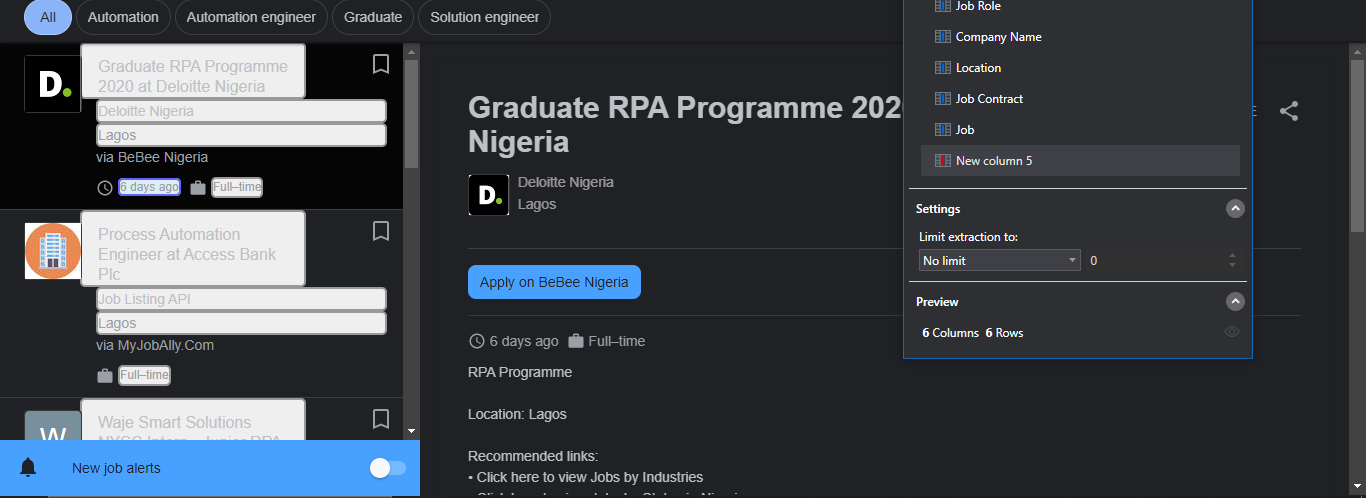 All
Automation
Automation engineer
Graduate
Solution engineer
Graduate RPA Programme
2020 at Deloitte Nigeria
Deloitte Nigeria
Lagos
via BeBee Nigeria
6 days ago
Full–time
Process Automation
Engineer at Access Bank
Plc
Job Listing API
Lagos
via MyJobAlly.Com
Full–time
W
Waje Smart Solutions
NYSC Intern - Junior RPA
New job alerts
D.
D.
Graduate RPA Programme 202
Nigeria
D.
Deloitte Nigeria
Lagos
Apply on BeBee Nigeria
6 days ago
Full–time
RPA Programme
Location: Lagos
Recommended links:
• Click here to view Jobs by Industries
Job Role
Company Name
Location
Job Contract
Job
New column 5
Settings
Limit extraction to:
No limit
0
Preview
6 Columns 6 Rows